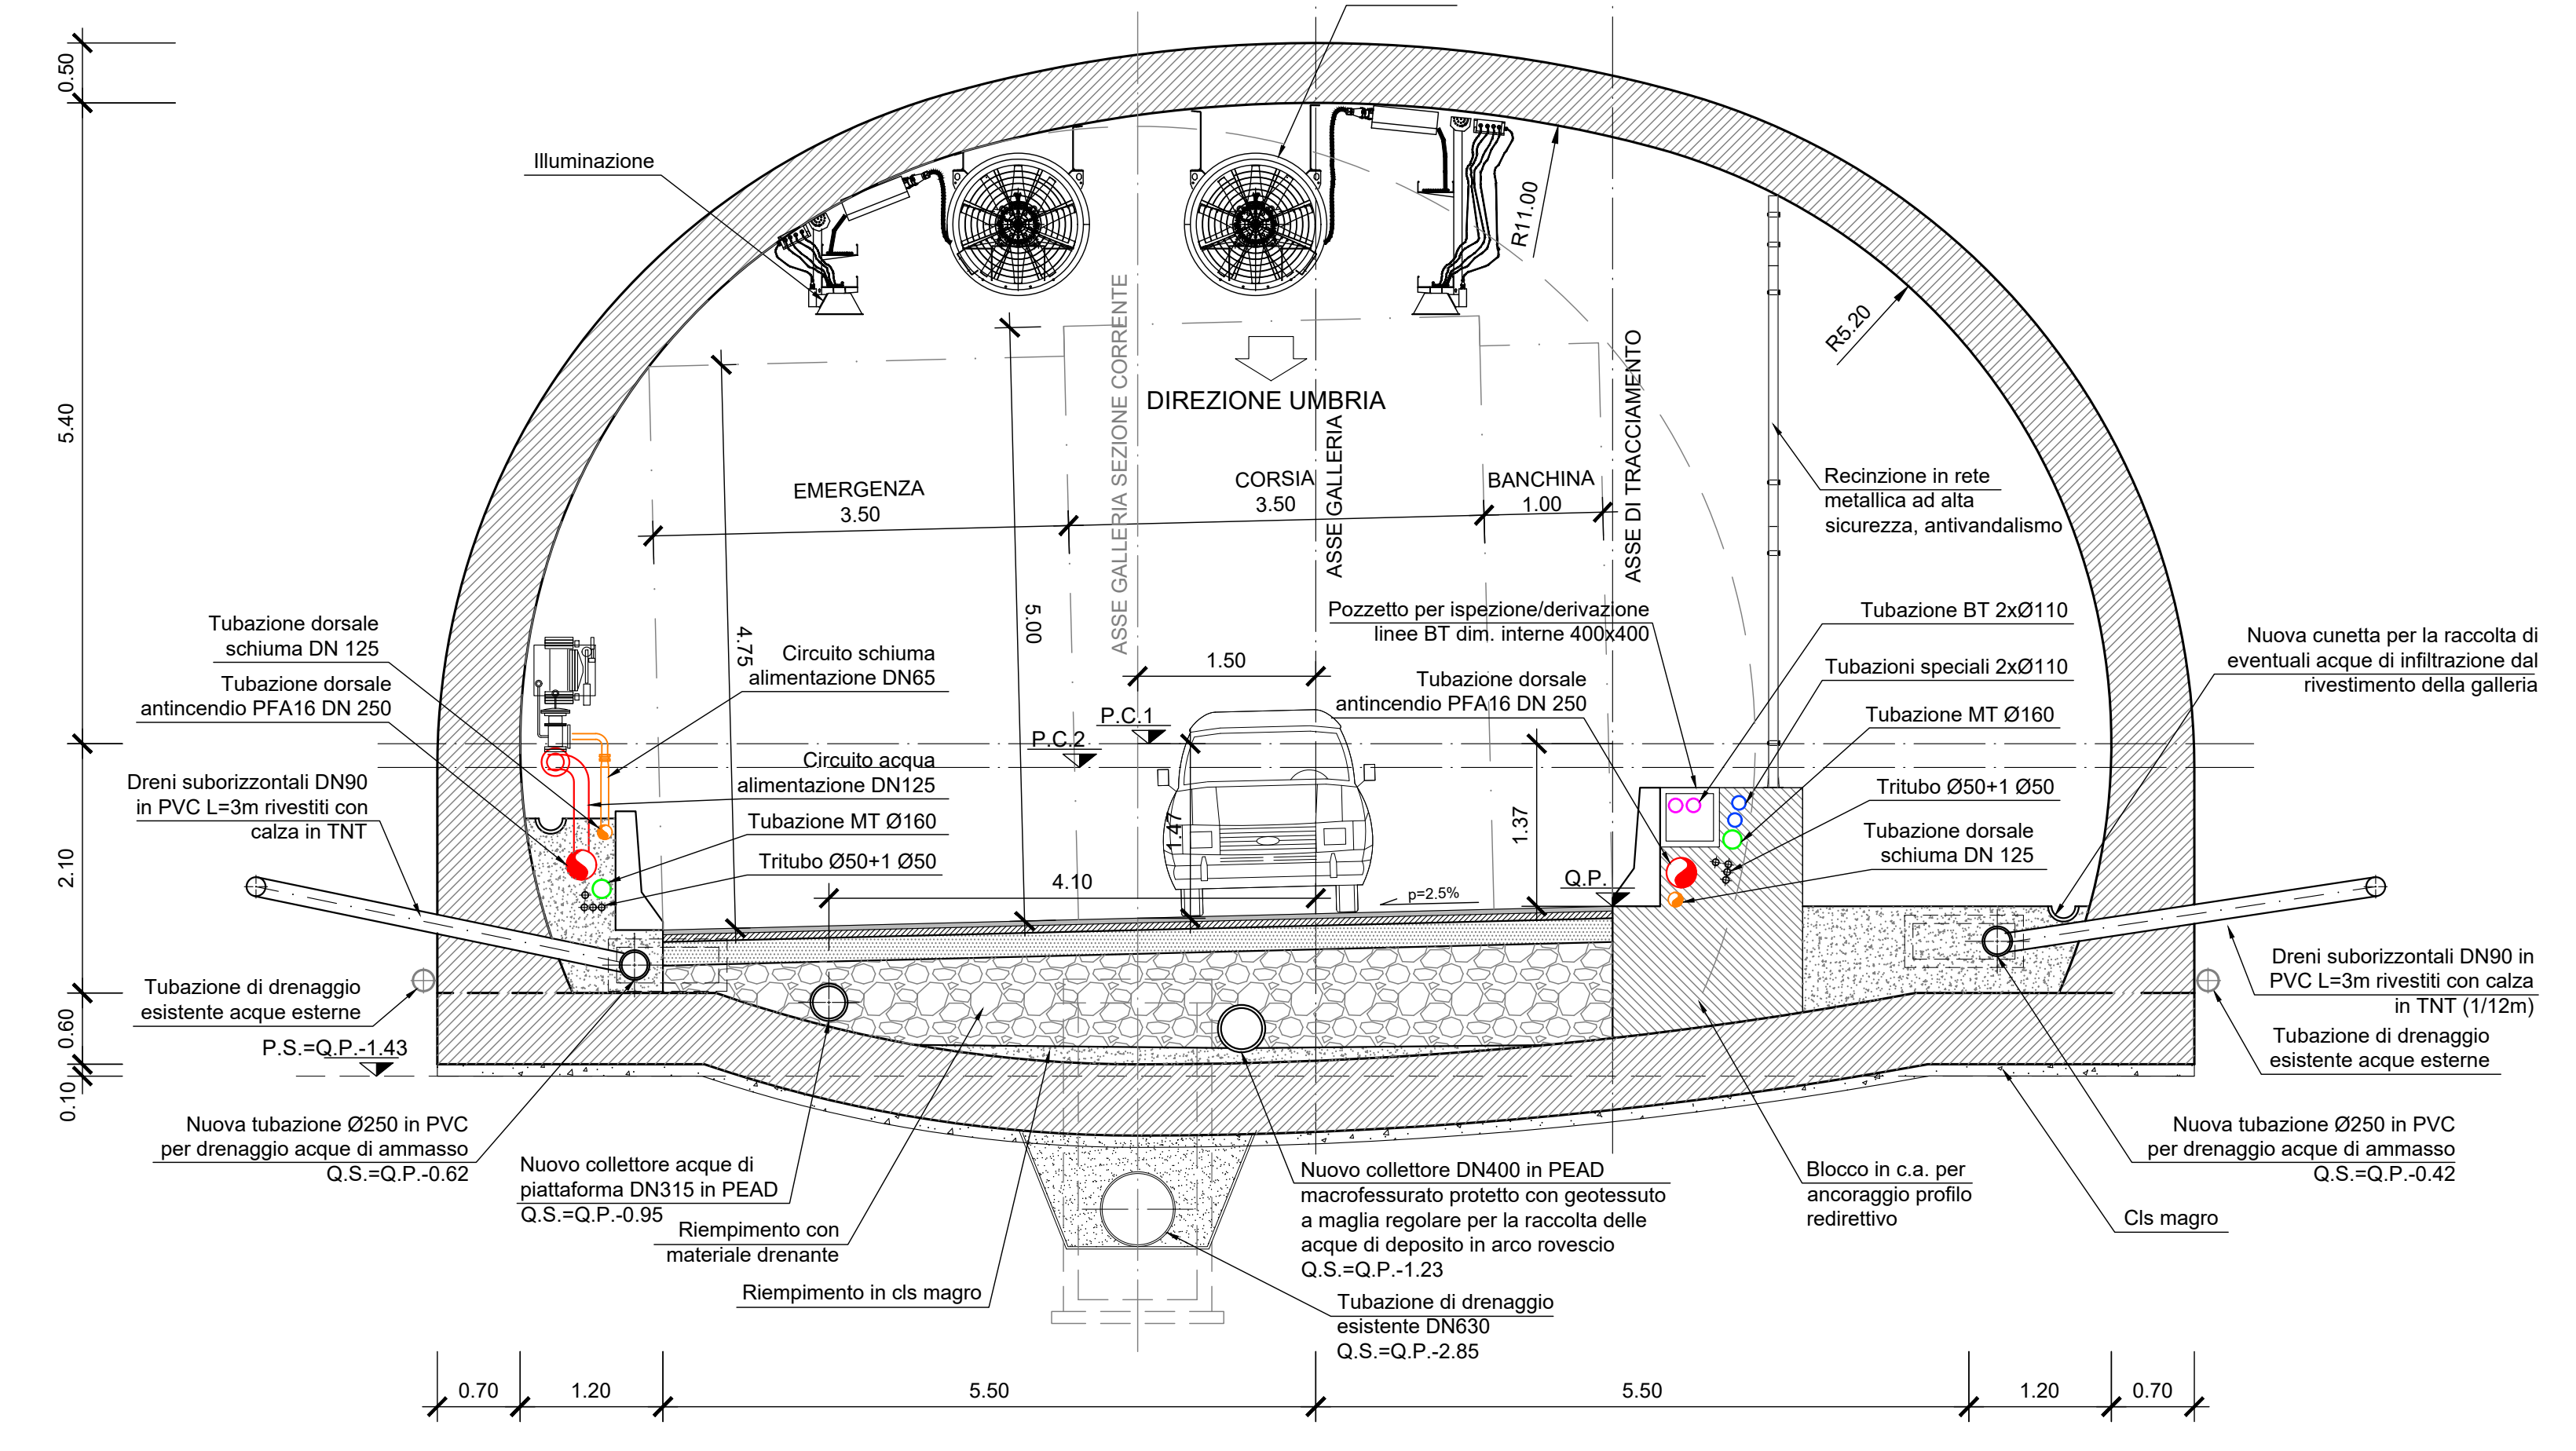 0.50
5.40
2.10
0.60
0.10
Illuminazione
R11.00
R5.20
ASSE GALLERIA SEZIONE CORRENTE
DIREZIONE UMBRIA
ASSE GALLERIA
ASSE DI TRACCIAMENTO
EMERGENZA
3.50
CORSIA
3.50
BANCHINA
1.00
Recinzione in rete
metallica ad alta
sicurezza, antivandalismo
4.75
5.00
1.50
P.C.1
P.C.2
1.47
1.37
4.10
Q.P.
p=2.5%
Tubazione dorsale
schiuma DN 125
Tubazione dorsale
antincendio PFA16 DN 250
Dreni suborizzontali DN90
in PVC L=3m rivestiti con
calza in TNT
Circuito schiuma
alimentazione DN65
Circuito acqua
alimentazione DN125
Tubazione MT Ø160
Tritubo Ø50+1 Ø50
Pozzetto per ispezione/derivazione
linee BT dim. interne 400x400
Tubazione dorsale
antincendio PFA16 DN 250
Tubazione BT 2xØ110
Tubazioni speciali 2xØ110
Tubazione MT Ø160
Tritubo Ø50+1 Ø50
Tubazione dorsale
schiuma DN 125
Nuova cunetta per la raccolta di
eventuali acque di infiltrazione dal
rivestimento della galleria
Dreni suborizzontali DN90 in
PVC L=3m rivestiti con calza
in TNT (1/12m)
Tubazione di drenaggio
esistente acque esterne
Tubazione di drenaggio
esistente acque esterne
P.S.=Q.P.-1.43
Nuova tubazione Ø250 in PVC
per drenaggio acque di ammasso
Q.S.=Q.P.-0.62
Nuovo collettore acque di
piattaforma DN315 in PEAD
Q.S.=Q.P.-0.95
Riempimento con
materiale drenante
Riempimento in cls magro
Nuovo collettore DN400 in PEAD
macrofessurato protetto con geotessuto
a maglia regolare per la raccolta delle
acque di deposito in arco rovescio
Q.S.=Q.P.-1.23
Tubazione di drenaggio
esistente DN630
Q.S.=Q.P.-2.85
Blocco in c.a. per
ancoraggio profilo
redirettivo
Nuova tubazione Ø250 in PVC
per drenaggio acque di ammasso
Q.S.=Q.P.-0.42
Cls magro
0.70
1.20
5.50
5.50
1.20
0.70